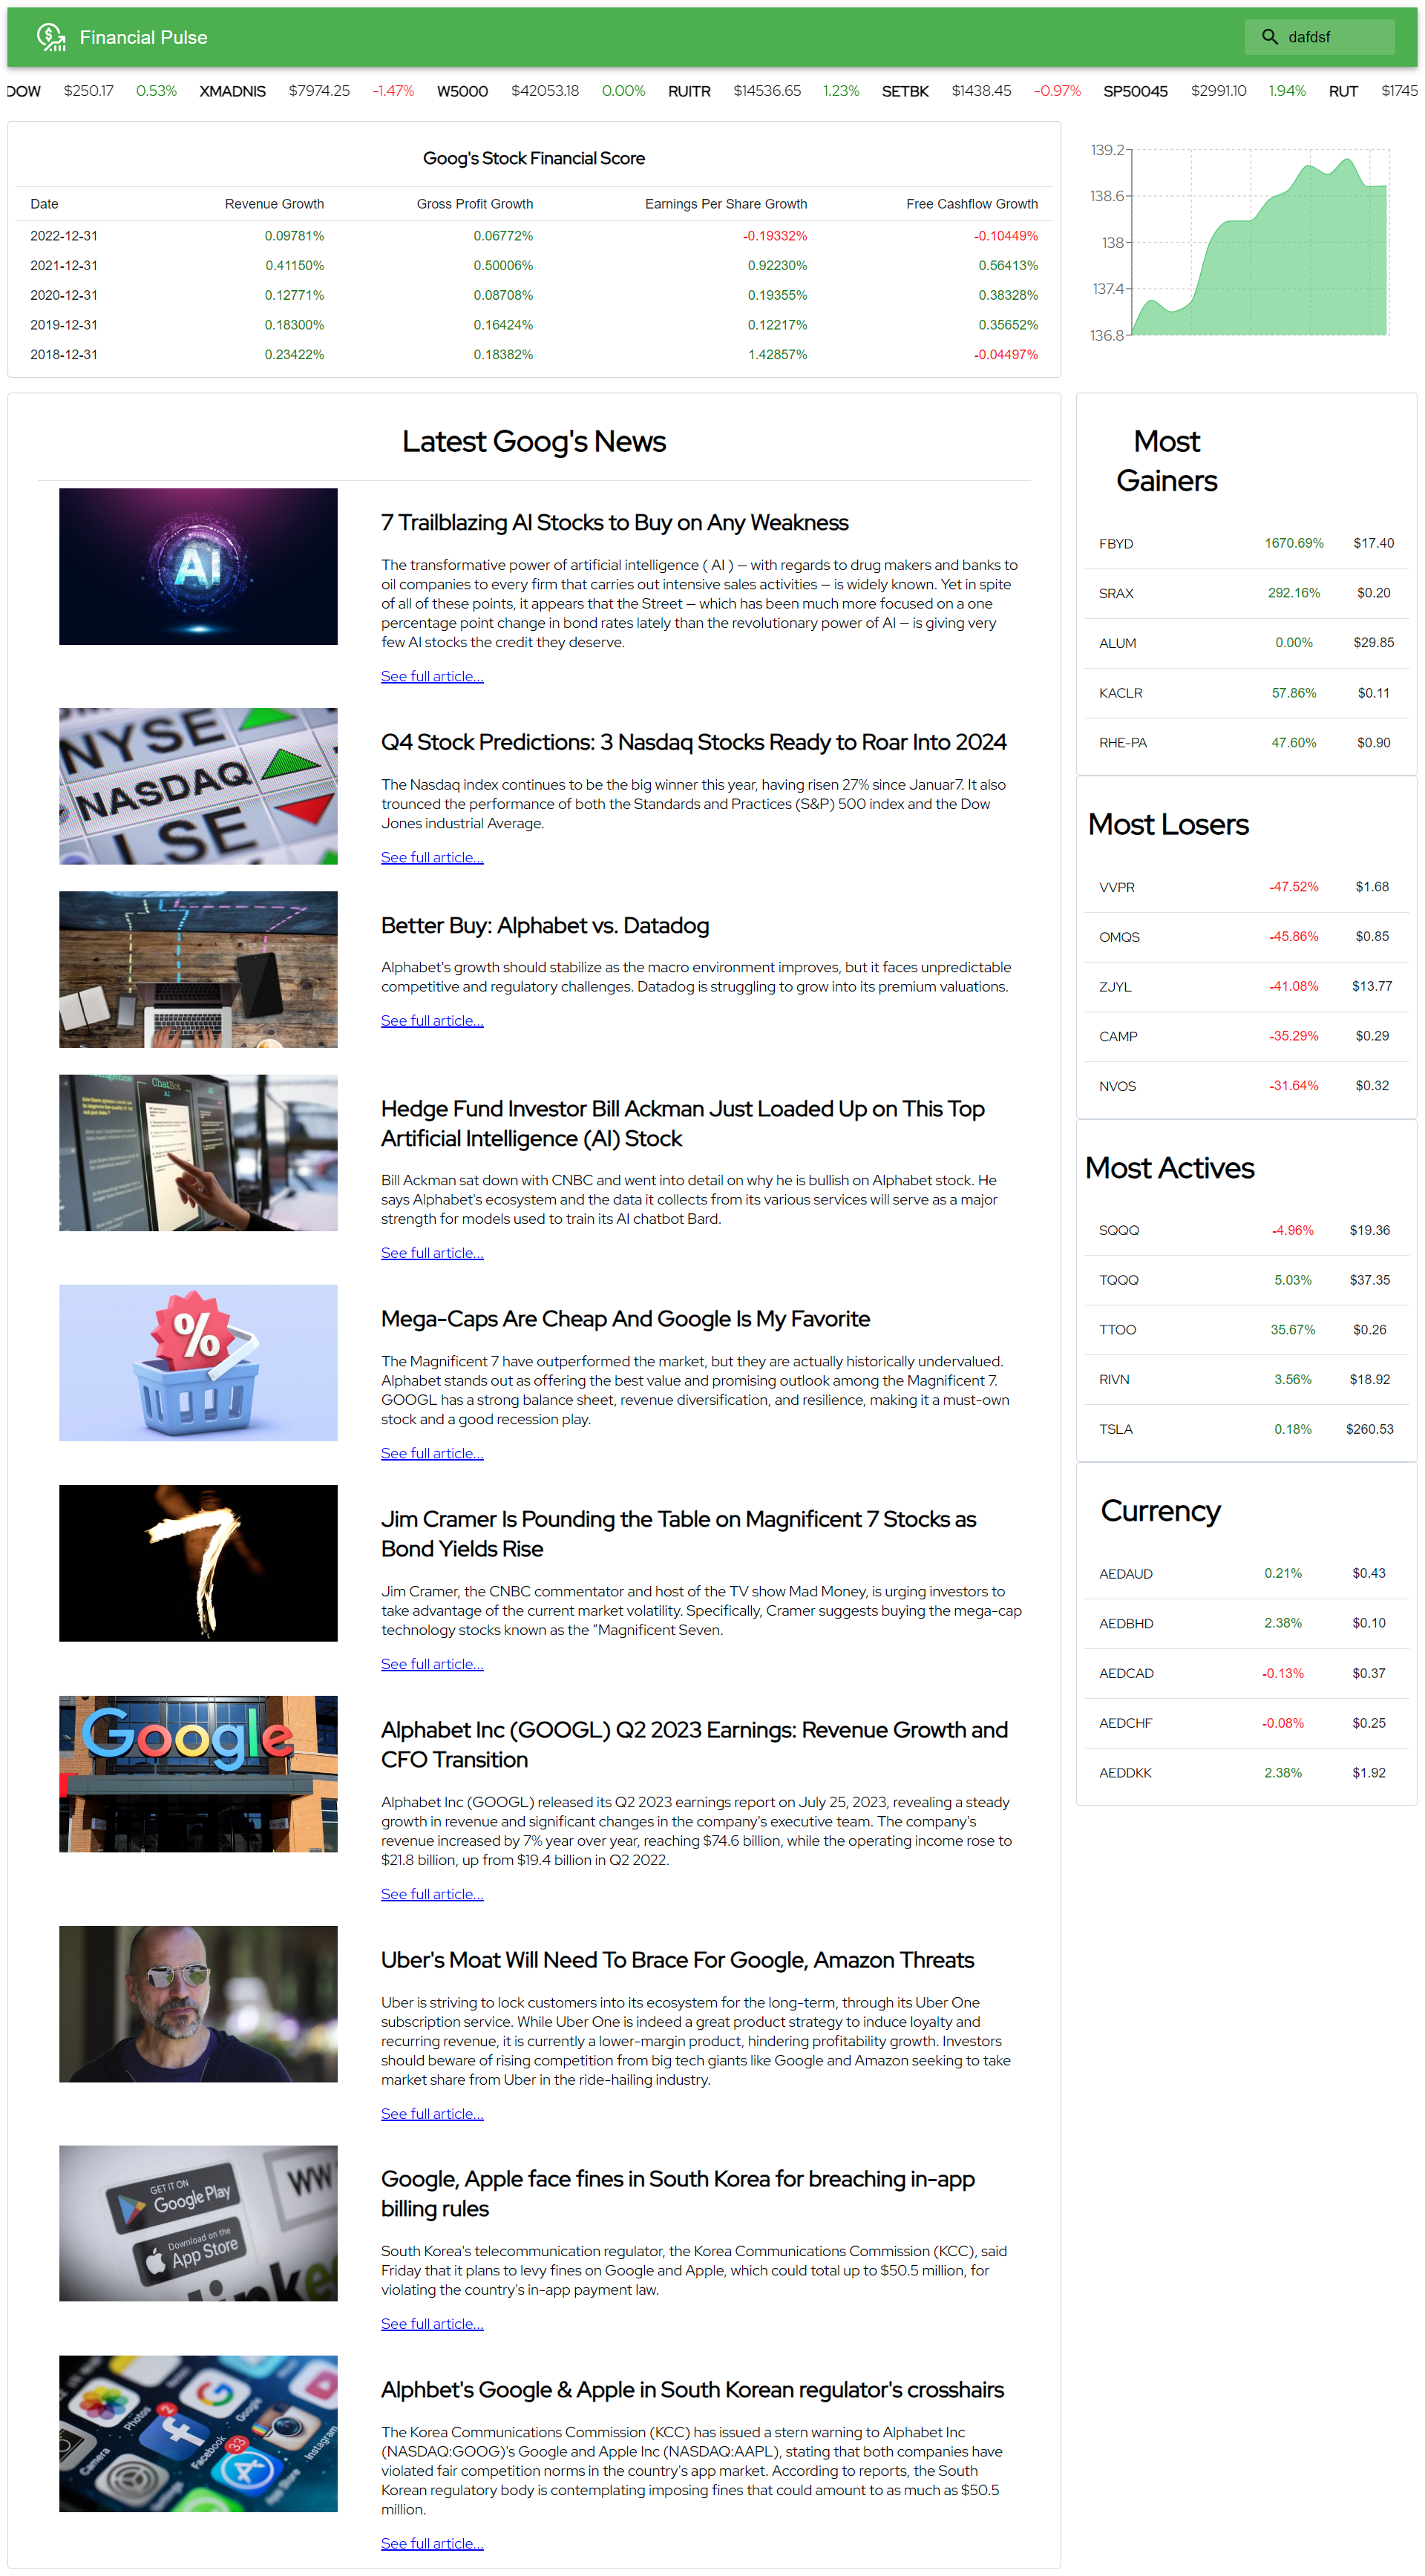 Financial Pulse
dafdsf
DOW $250.17 0.53% XMADNIS $7974.25 -1.47% W5000 $42053.18 0.00% RUITR $14536.65 1.23% SETBK $1438.45 -0.97% SP50045 $2991.10 1.94% RUT $1745
Goog's Stock Financial Score
Date Revenue Growth Gross Profit Growth Earnings Per Share Growth Free Cashflow Growth
2022-12-31 0.09781% 0.06772% -0.19332% -0.10449%
2021-12-31 0.41150% 0.50006% 0.92230% 0.56413%
2020-12-31 0.12771% 0.08708% 0.19355% 0.38328%
2019-12-31 0.18300% 0.16424% 0.12217% 0.35652%
2018-12-31 0.23422% 0.18382% 1.42857% -0.04497%
139.2
138.6
138
137.4
136.8
Latest Goog's News
AI
7 Trailblazing AI Stocks to Buy on Any Weakness
The transformative power of artificial intelligence ( AI ) — with regards to drug makers and banks to
oil companies to every firm that carries out intensive sales activities — is widely known. Yet in spite
of all of these points, it appears that the Street — which has been much more focused on a one
percentage point change in bond rates lately than the revolutionary power of AI — is giving very
few AI stocks the credit they deserve.
See full article...
NYSE
NASDAQ
LSE
Q4 Stock Predictions: 3 Nasdaq Stocks Ready to Roar Into 2024
The Nasdaq index continues to be the big winner this year, having risen 27% since Januar7. It also
trounced the performance of both the Standards and Practices (S&P) 500 index and the Dow
Jones industrial Average.
See full article...
Better Buy: Alphabet vs. Datadog
Alphabet's growth should stabilize as the macro environment improves, but it faces unpredictable
competitive and regulatory challenges. Datadog is struggling to grow into its premium valuations.
See full article...
ChatBot
AI
Hedge Fund Investor Bill Ackman Just Loaded Up on This Top
Artificial Intelligence (AI) Stock
Bill Ackman sat down with CNBC and went into detail on why he is bullish on Alphabet stock. He
says Alphabet's ecosystem and the data it collects from its various services will serve as a major
strength for models used to train its AI chatbot Bard.
See full article...
%
Mega-Caps Are Cheap And Google Is My Favorite
The Magnificent 7 have outperformed the market, but they are actually historically undervalued.
Alphabet stands out as offering the best value and promising outlook among the Magnificent 7.
GOOGL has a strong balance sheet, revenue diversification, and resilience, making it a must-own
stock and a good recession play.
See full article...
7
Jim Cramer Is Pounding the Table on Magnificent 7 Stocks as
Bond Yields Rise
Jim Cramer, the CNBC commentator and host of the TV show Mad Money, is urging investors to
take advantage of the current market volatility. Specifically, Cramer suggests buying the mega-cap
technology stocks known as the “Magnificent Seven.
See full article...
Google
Alphabet Inc (GOOGL) Q2 2023 Earnings: Revenue Growth and
CFO Transition
Alphabet Inc (GOOGL) released its Q2 2023 earnings report on July 25, 2023, revealing a steady
growth in revenue and significant changes in the company's executive team. The company's
revenue increased by 7% year over year, reaching $74.6 billion, while the operating income rose to
$21.8 billion, up from $19.4 billion in Q2 2022.
See full article...
Uber's Moat Will Need To Brace For Google, Amazon Threats
Uber is striving to lock customers into its ecosystem for the long-term, through its Uber One
subscription service. While Uber One is indeed a great product strategy to induce loyalty and
recurring revenue, it is currently a lower-margin product, hindering profitability growth. Investors
should beware of rising competition from big tech giants like Google and Amazon seeking to take
market share from Uber in the ride-hailing industry.
See full article...
GET IT ON
Google Play
Download on the
App Store
WW
Google, Apple face fines in South Korea for breaching in-app
billing rules
South Korea's telecommunication regulator, the Korea Communications Commission (KCC), said
Friday that it plans to levy fines on Google and Apple, which could total up to $50.5 million, for
violating the country's in-app payment law.
See full article...
Photos
Google
2
Camera
Facebook
Instagram
33
Alphbet's Google & Apple in South Korean regulator's crosshairs
The Korea Communications Commission (KCC) has issued a stern warning to Alphabet Inc
(NASDAQ:GOOG)'s Google and Apple Inc (NASDAQ:AAPL), stating that both companies have
violated fair competition norms in the country's app market. According to reports, the South
Korean regulatory body is contemplating imposing fines that could amount to as much as $50.5
million.
See full article...
Most
Gainers
FBYD 1670.69% $17.40
SRAX 292.16% $0.20
ALUM 0.00% $29.85
KACLR 57.86% $0.11
RHE-PA 47.60% $0.90
Most Losers
VVPR -47.52% $1.68
OMQS -45.86% $0.85
ZJYL -41.08% $13.77
CAMP -35.29% $0.29
NVOS -31.64% $0.32
Most Actives
SQQQ -4.96% $19.36
TQQQ 5.03% $37.35
TTOO 35.67% $0.26
RIVN 3.56% $18.92
TSLA 0.18% $260.53
Currency
AEDAUD 0.21% $0.43
AEDBHD 2.38% $0.10
AEDCAD -0.13% $0.37
AEDCHF -0.08% $0.25
AEDDKK 2.38% $1.92